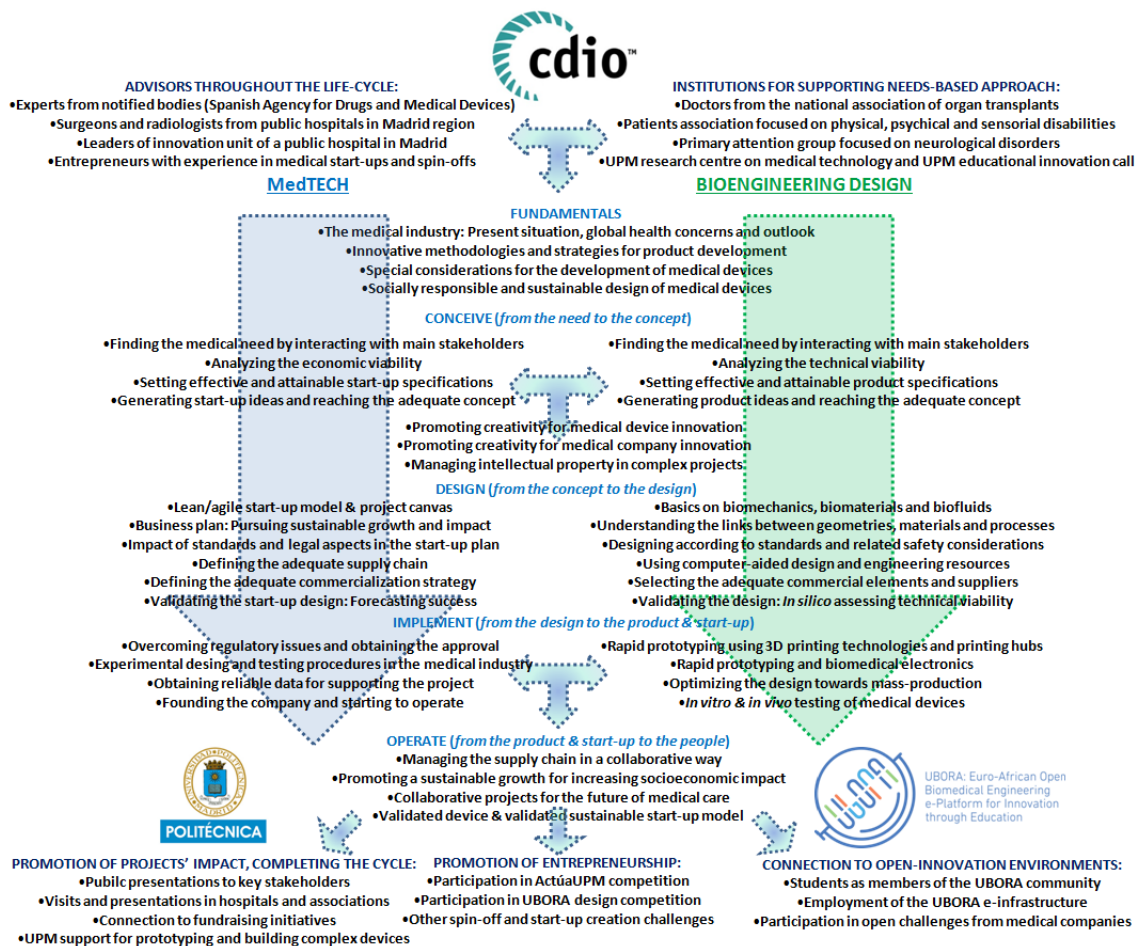 cdio™
ADVISORS THROUGHOUT THE LIFE-CYCLE:
•Experts from notified bodies (Spanish Agency for Drugs and Medical Devices)
•Surgeons and radiologists from public hospitals in Madrid region
•Leaders of innovation unit of a public hospital in Madrid
•Entrepreneurs with experience in medical start-ups and spin-offs
INSTITUTIONS FOR SUPPORTING NEEDS-BASED APPROACH:
•Doctors from the national association of organ transplants
•Patients association focused on physical, psychical and sensorial disabilities
•Primary attention group focused on neurological disorders
•UPM research centre on medical technology and UPM educational innovation call
MedTECH
BIOENGINEERING DESIGN
FUNDAMENTALS
•The medical industry: Present situation, global health concerns and outlook
•Innovative methodologies and strategies for product development
•Special considerations for the development of medical devices
•Socially responsible and sustainable design of medical devices
CONCEIVE (from the need to the concept)
•Finding the medical need by interacting with main stakeholders
•Analyzing the economic viability
•Setting effective and attainable start-up specifications
•Generating start-up ideas and reaching the adequate concept
•Finding the medical need by interacting with main stakeholders
•Analyzing the technical viability
•Setting effective and attainable product specifications
•Generating product ideas and reaching the adequate concept
•Promoting creativity for medical device innovation
•Promoting creativity for medical company innovation
•Managing intellectual property in complex projects
DESIGN (from the concept to the design)
•Lean/agile start-up model & project canvas
•Business plan: Pursuing sustainable growth and impact
•Impact of standards and legal aspects in the start-up plan
•Defining the adequate supply chain
•Defining the adequate commercialization strategy
•Validating the start-up design: Forecasting success
•Basics on biomechanics, biomaterials and biofluids
•Understanding the links between geometries, materials and processes
•Designing according to standards and related safety considerations
•Using computer-aided design and engineering resources
•Selecting the adequate commercial elements and suppliers
•Validating the design: In silico assessing technical viability
IMPLEMENT (from the design to the product & start-up)
•Overcoming regulatory issues and obtaining the approval
•Experimental desing and testing procedures in the medical industry
•Obtaining reliable data for supporting the project
•Founding the company and starting to operate
•Rapid prototyping using 3D printing technologies and printing hubs
•Rapid prototyping and biomedical electronics
•Optimizing the design towards mass-production
•In vitro & in vivo testing of medical devices
OPERATE (from the product & start-up to the people)
•Managing the supply chain in a collaborative way
•Promoting a sustainable growth for increasing socioeconomic impact
•Collaborative projects for the future of medical care
•Validated device & validated sustainable start-up model
POLITÉCNICA
UBORA: Euro-African Open
Biomedical Engineering
e-Platform for Innovation
through Education
PROMOTION OF PROJECTS' IMPACT, COMPLETING THE CYCLE:
•Public presentations to key stakeholders
•Visits and presentations in hospitals and associations
•Connection to fundraising initiatives
•UPM support for prototyping and building complex devices
PROMOTION OF ENTREPRENEURSHIP:
•Participation in ActúaUPM competition
•Participation in UBORA design competition
•Other spin-off and start-up creation challenges
CONNECTION TO OPEN-INNOVATION ENVIRONMENTS:
•Students as members of the UBORA community
•Employment of the UBORA e-infrastructure
•Participation in open challenges from medical companies